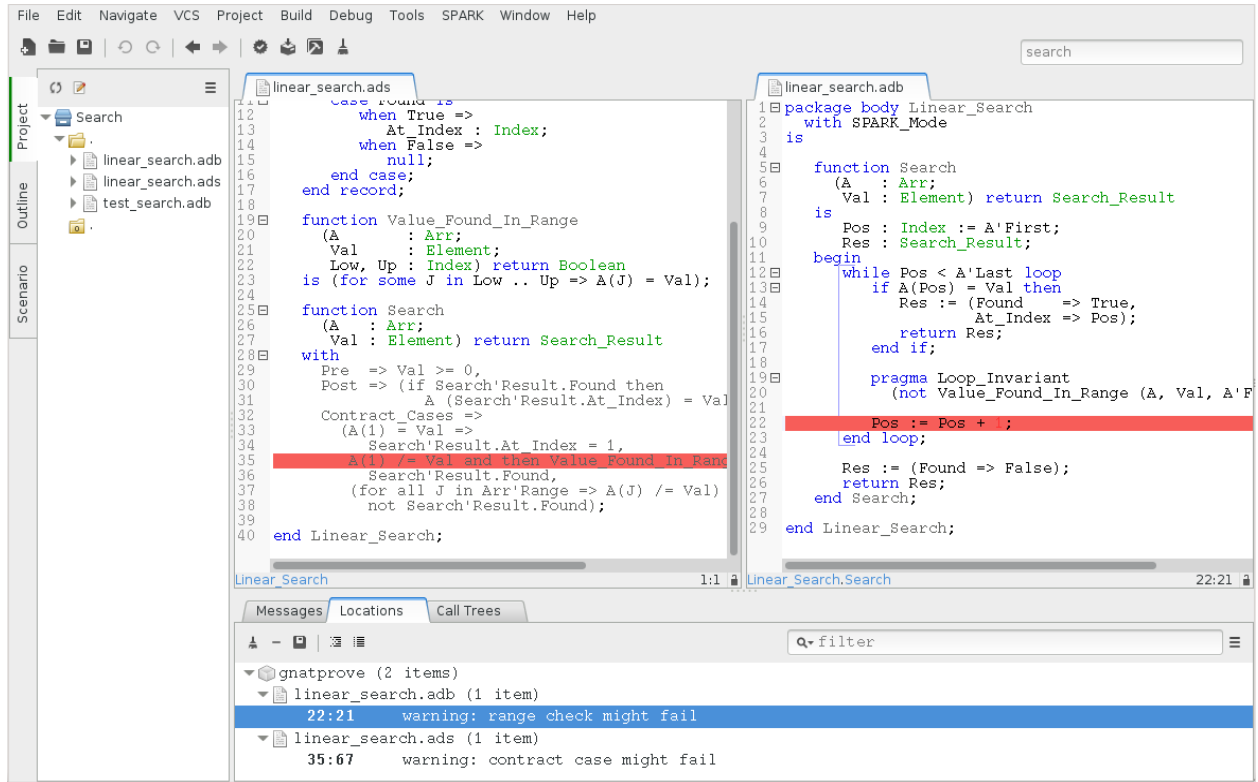 File Edit Navigate VCS Project Build Debug Tools SPARK Window Help
search
Project
Outline
Scenario
Search
.
linear_search.adb
linear_search.ads
test_search.adb
.
linear_search.ads
11 case Found is
12 when True =>
13 At_Index : Index;
14 when False =>
15 null;
16 end case;
17 end record;
18
19 function Value_Found_In_Range
20 (A : Arr;
21 Val : Element;
22 Low, Up : Index) return Boolean
23 is (for some J in Low .. Up => A(J) = Val);
24
25 function Search
26 (A : Arr;
27 Val : Element) return Search_Result
28 with
29 Pre => Val >= 0,
30 Post => (if Search'Result.Found then
31 A (Search'Result.At_Index) = Val
32 Contract_Cases =>
33 (A(1) = Val =>
34 Search'Result.At_Index = 1,
35 A(1) /= Val and then Value_Found_In_Rang
36 Search'Result.Found,
37 (for all J in Arr'Range => A(J) /= Val)
38 not Search'Result.Found);
39
40 end Linear_Search;
Linear_Search 1:1
linear_search.adb
1 package body Linear_Search
2 with SPARK_Mode
3 is
4
5 function Search
6 (A : Arr;
7 Val : Element) return Search_Result
8 is
9 Pos : Index := A'First;
10 Res : Search_Result;
11 begin
12 while Pos < A'Last loop
13 if A(Pos) = Val then
14 Res := (Found => True,
15 At_Index => Pos);
16 return Res;
17 end if;
18
19 pragma Loop_Invariant
20 (not Value_Found_In_Range (A, Val, A'F
21
22 Pos := Pos + 1;
23 end loop;
24
25 Res := (Found => False);
26 return Res;
27 end Search;
28
29 end Linear_Search;
Linear_Search.Search 22:21
Messages Locations Call Trees
filter
gnatprove (2 items)
linear_search.adb (1 item)
22:21 warning: range check might fail
linear_search.ads (1 item)
35:67 warning: contract case might fail